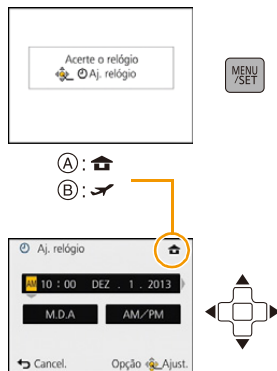 Acerte o relógio
Aj. relógio
MENU
/SET
A :
B :
Aj. relógio
AM 10 : 00 DEZ . 1 . 2013
M.D.A AM/PM
Cancel. Opção Ajust.